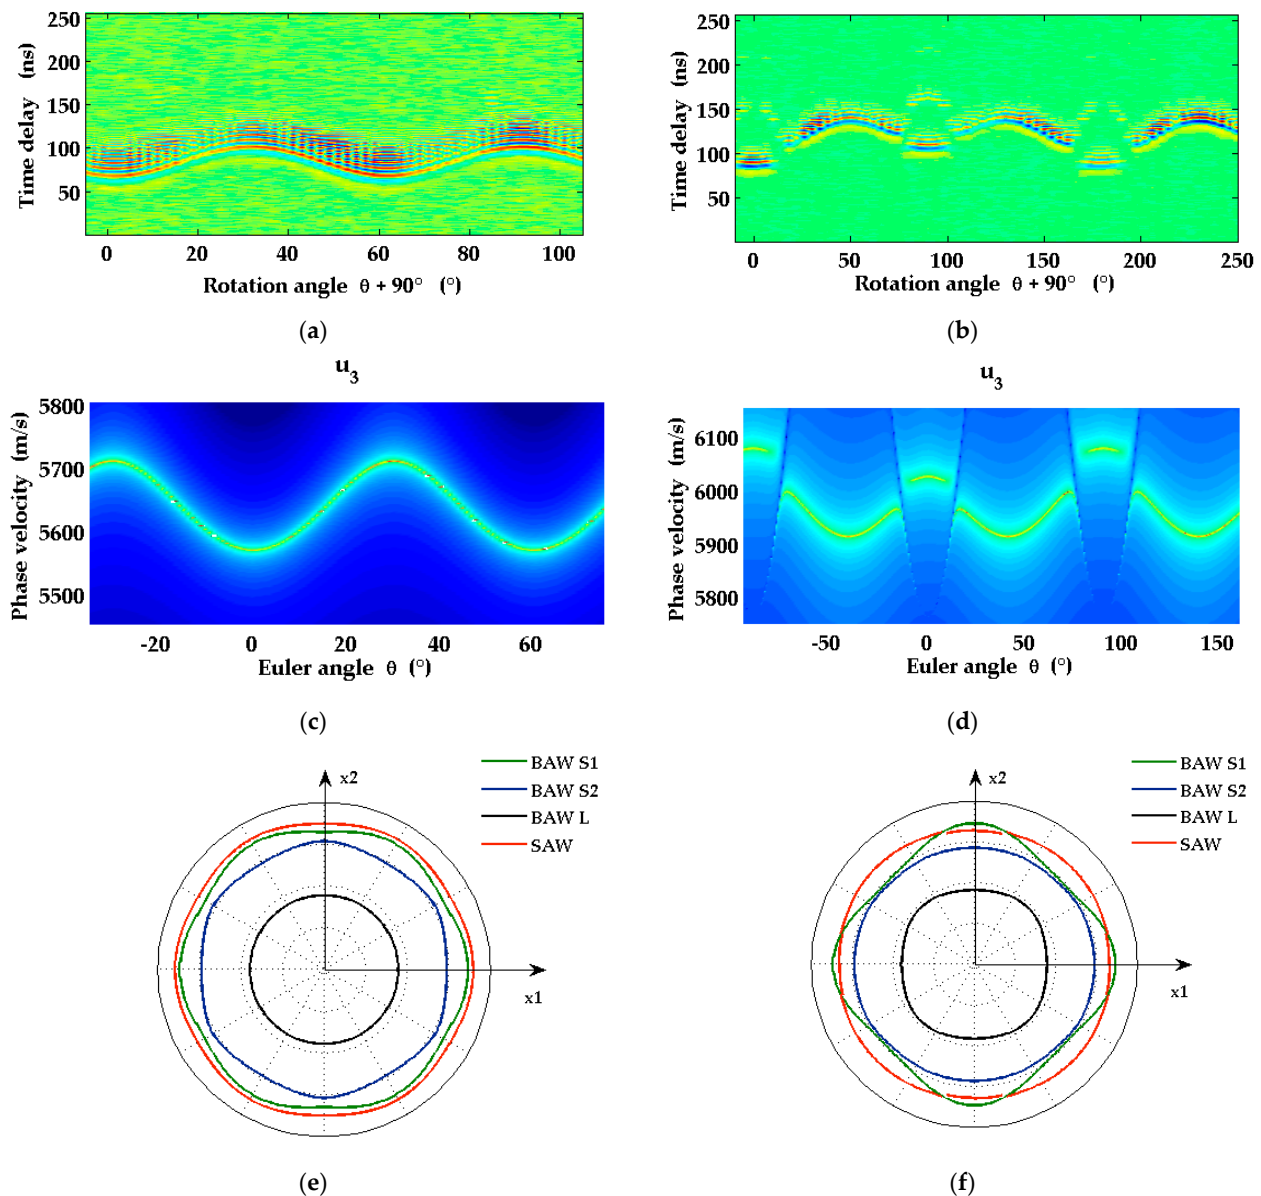 250
200
150
100
50
Time delay (ns)
0 20 40 60 80 100
Rotation angle θ + 90° (°)
(a)
250
200
150
100
50
Time delay (ns)
0 50 100 150 200 250
Rotation angle θ + 90° (°)
(b)
u3
5800
5700
5600
5500
Phase velocity (m/s)
-20 0 20 40 60
Euler angle θ (°)
(c)
u3
6100
6000
5900
5800
Phase velocity (m/s)
-50 0 50 100 150
Euler angle θ (°)
(d)
BAW S1
BAW S2
BAW L
SAW
x2
x1
(e)
BAW S1
BAW S2
BAW L
SAW
x2
x1
(f)